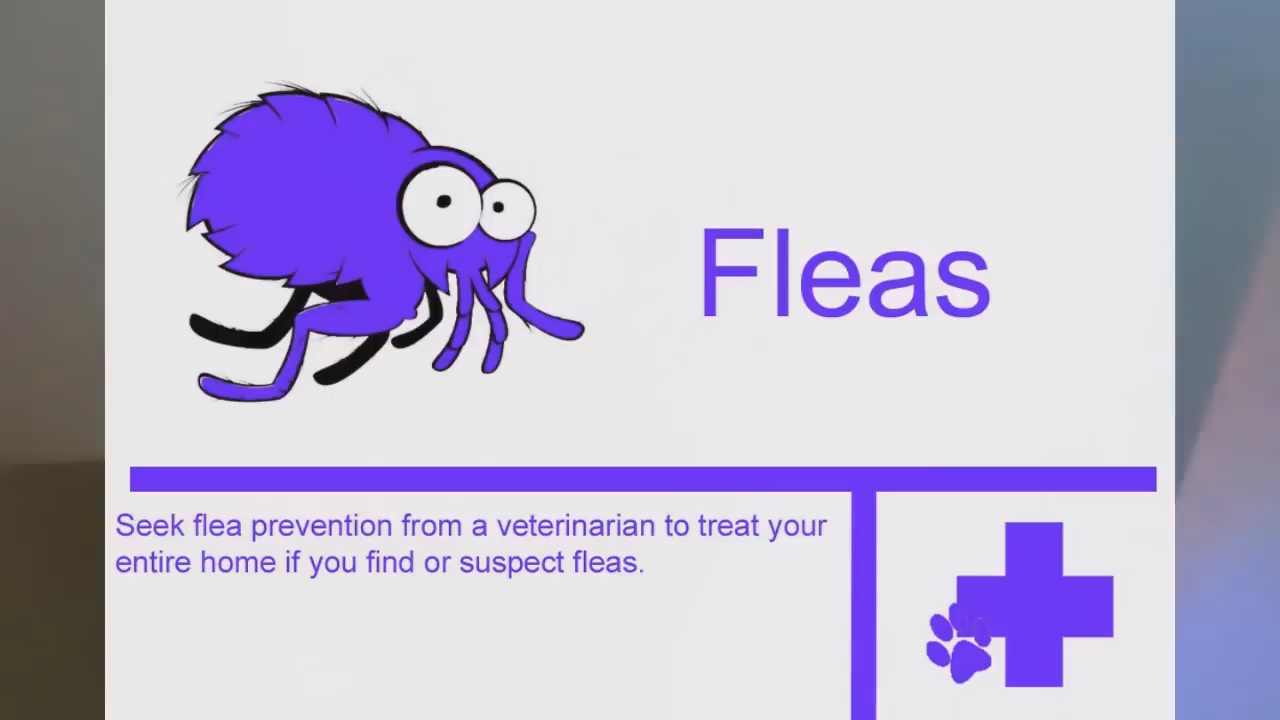 Fleas
Seek flea prevention from a veterinarian to treat your
entire home if you find or suspect fleas.